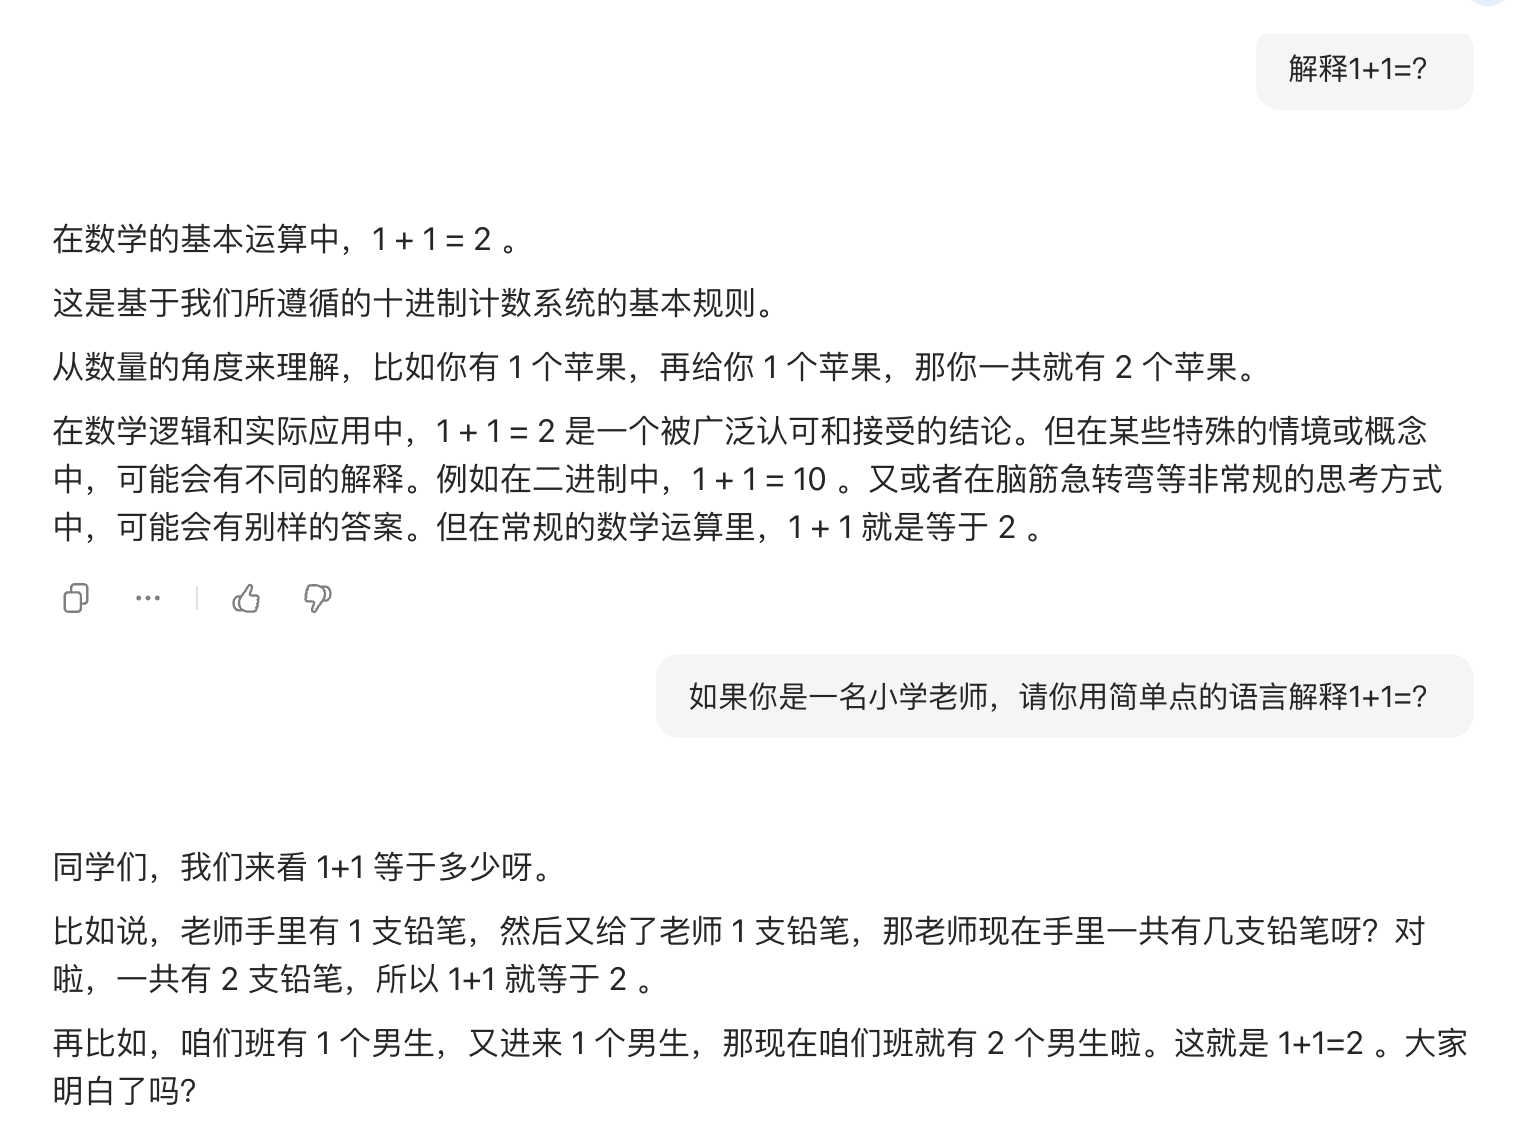 解释1+1=?
在数学的基本运算中，1 + 1 = 2 。
这是基于我们所遵循的十进制计数系统的基本规则。
从数量的角度来理解，比如你有 1 个苹果，再给你 1 个苹果，那你一共就有 2 个苹果。
在数学逻辑和实际应用中，1 + 1 = 2 是一个被广泛认可和接受的结论。但在某些特殊的情境或概念
中，可能会有不同的解释。例如在二进制中，1 + 1 = 10 。又或者在脑筋急转弯等非常规的思考方式
中，可能会有别样的答案。但在常规的数学运算里，1 + 1 就是等于 2 。
如果你是一名小学老师，请你用简单点的语言解释1+1=?
同学们，我们来看 1+1 等于多少呀。
比如说，老师手里有 1 支铅笔，然后又给了老师 1 支铅笔，那老师现在手里一共有几支铅笔呀？对
啦，一共有 2 支铅笔，所以 1+1 就等于 2 。
再比如，咱们班有 1 个男生，又进来 1 个男生，那现在咱们班就有 2 个男生啦。这就是 1+1=2 。大家
明白了吗？